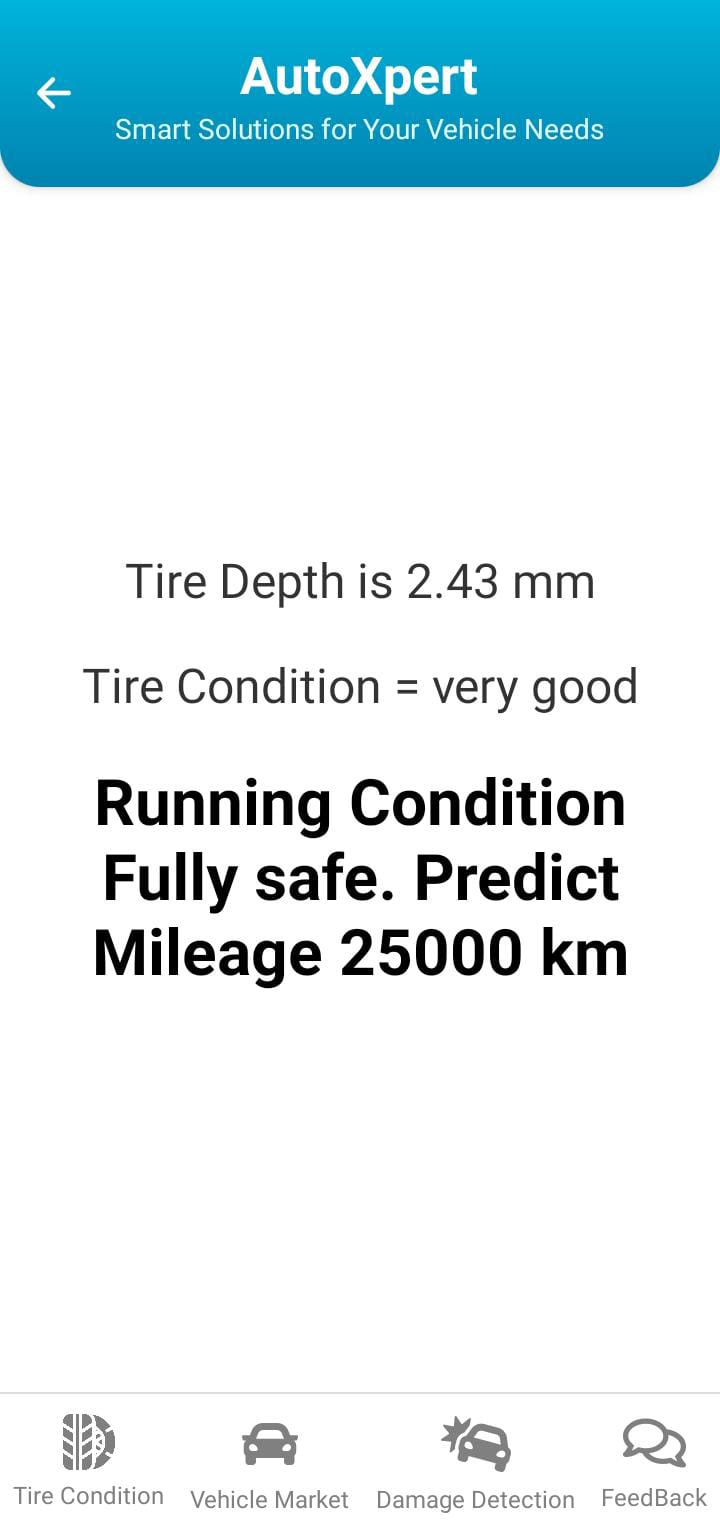 AutoXpert
Smart Solutions for Your Vehicle Needs
Tire Depth is 2.43 mm
Tire Condition = very good
Running Condition
Fully safe. Predict
Mileage 25000 km
Tire Condition
Vehicle Market
Damage Detection
FeedBack